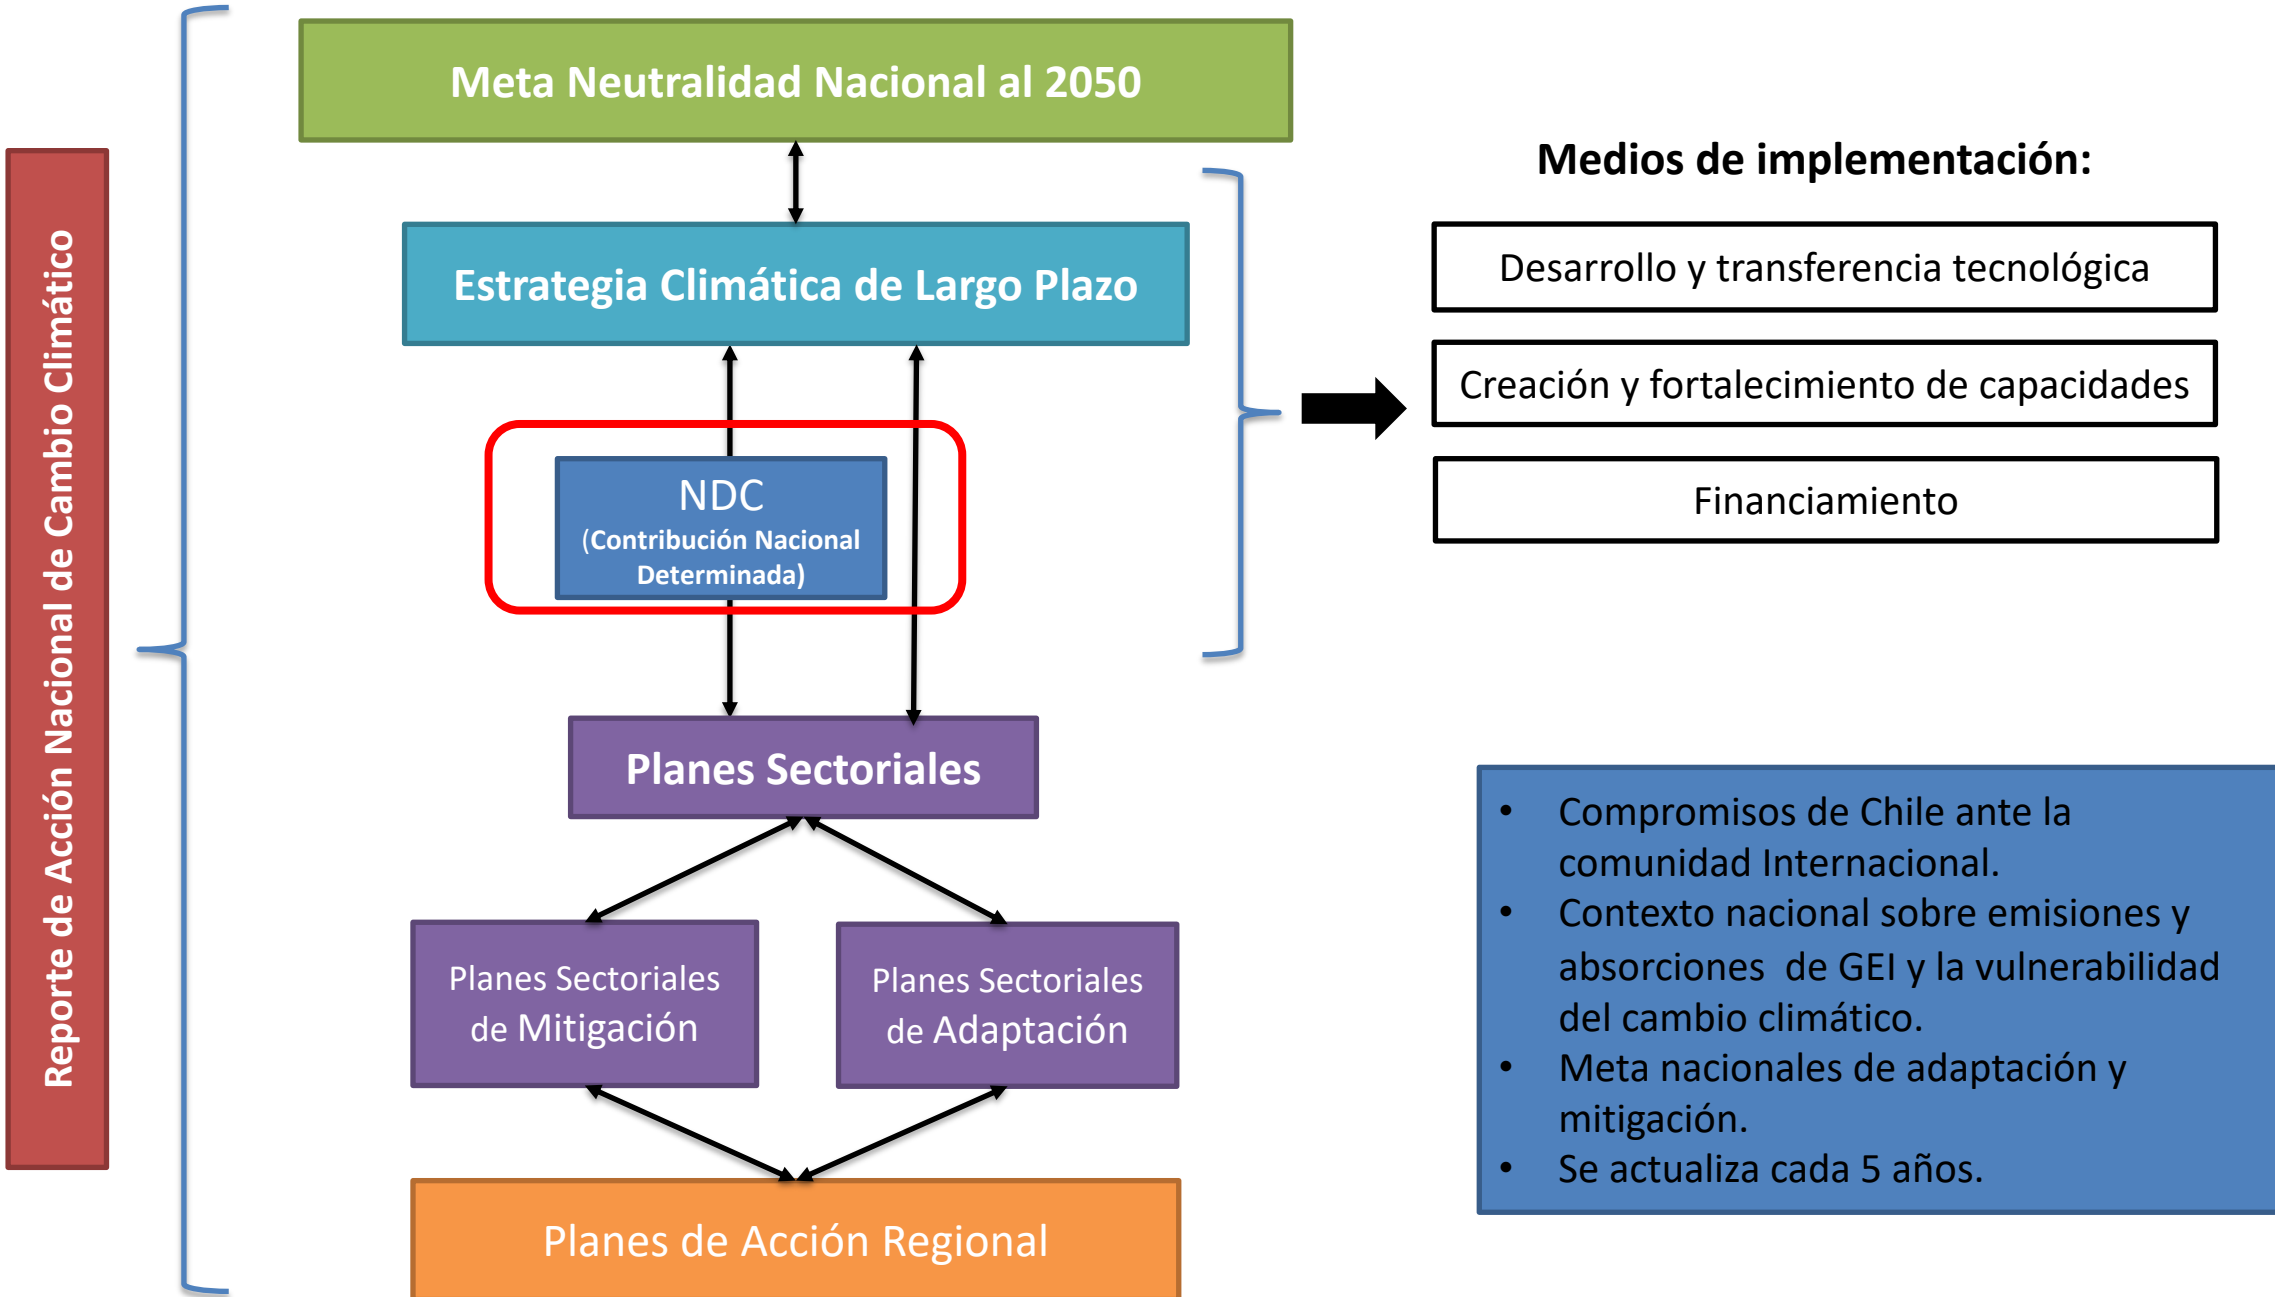 Reporte de Acción Nacional de Cambio Climático
Meta Neutralidad Nacional al 2050
Estrategia Climática de Largo Plazo
NDC
(Contribución Nacional
Determinada)
Planes Sectoriales
Planes Sectoriales
de Mitigación
Planes Sectoriales
de Adaptación
Planes de Acción Regional
Medios de implementación:
Desarrollo y transferencia tecnológica
Creación y fortalecimiento de capacidades
Financiamiento
• Compromisos de Chile ante la
comunidad Internacional.
• Contexto nacional sobre emisiones y
absorciones de GEI y la vulnerabilidad
del cambio climático.
• Meta nacionales de adaptación y
mitigación.
• Se actualiza cada 5 años.